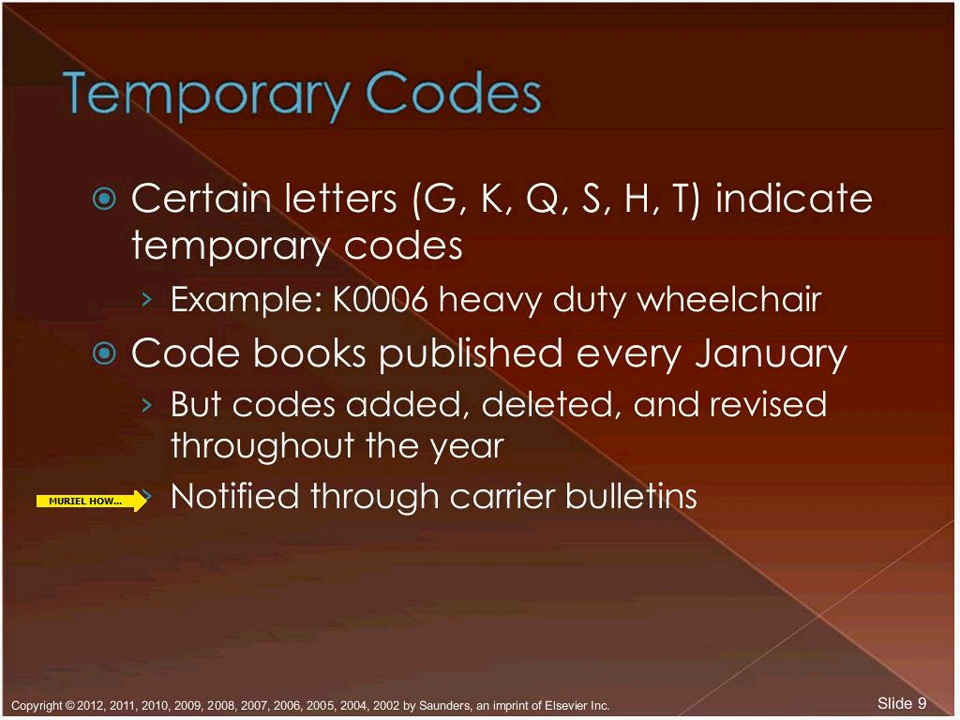 Temporary Codes
Certain letters (G, K, Q, S, H, T) indicate
temporary codes
Example: K0006 heavy duty wheelchair
Code books published every January
But codes added, deleted, and revised
throughout the year
MURIEL HOW...
Notified through carrier bulletins
Copyright © 2012, 2011, 2010, 2009, 2008, 2007, 2006, 2005, 2004, 2002 by Saunders, an imprint of Elsevier Inc.
Slide 9